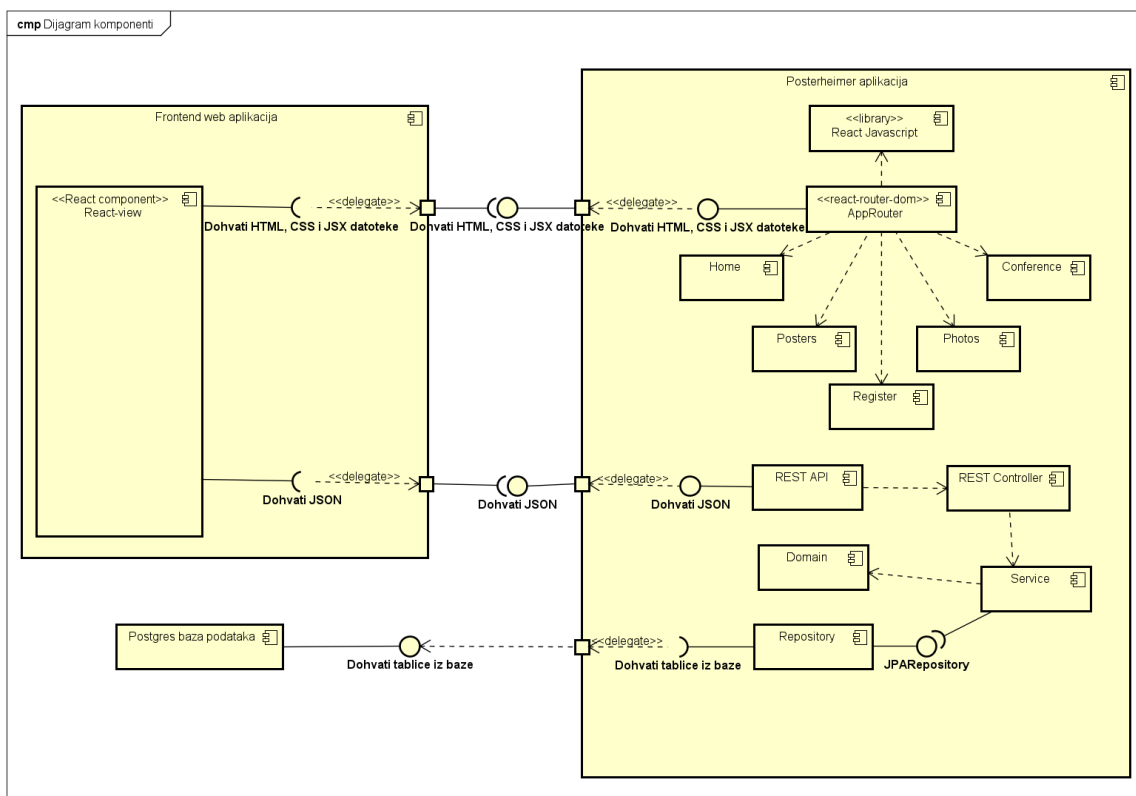 cmp Dijagram komponenti
Posterheimer aplikacija
Frontend web aplikacija
<<library>>
React Javascript
<<React component>>
React-view
<<delegate>>
<<delegate>>
<<react-router-dom>>
AppRouter
Dohvati HTML, CSS i JSX datoteke
Dohvati HTML, CSS i JSX datoteke
Dohvati HTML, CSS i JSX datoteke
Home
Conference
Posters
Photos
Register
<<delegate>>
<<delegate>>
REST API
REST Controller
Dohvati JSON
Dohvati JSON
Dohvati JSON
Domain
Service
Postgres baza podataka
<<delegate>>
Repository
Dohvati tablice iz baze
Dohvati tablice iz baze
JPARepository